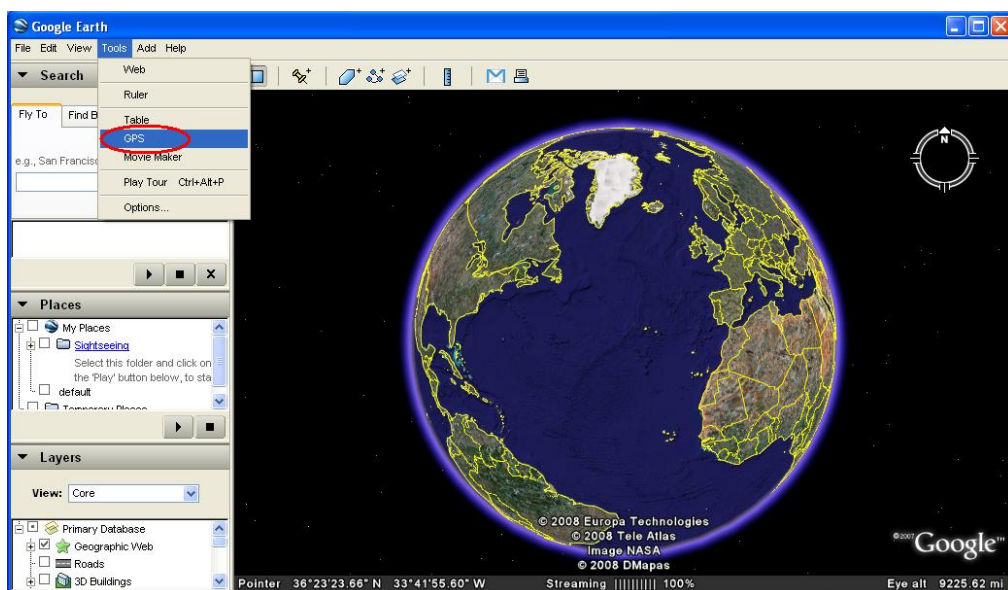 Google Earth
File Edit View Tools Add Help
Search
Web
Ruler
Table
GPS
Movie Maker
Play Tour Ctrl+Alt+P
Options...
Fly To Find B
e.g., San Francisc
Places
My Places
Sightseeing
Select this folder and click on
the 'Play' button below, to sta
default
Temporary Places
Layers
View: Core
Primary Database
Geographic Web
Roads
3D Buildings
N
© 2008 Europa Technologies
© 2008 Tele Atlas
Image NASA
© 2008 DMapas
©2007 Google™
Pointer 36°23'23.66" N 33°41'55.60" W Streaming |||||||||| 100% Eye alt 9225.62 mi